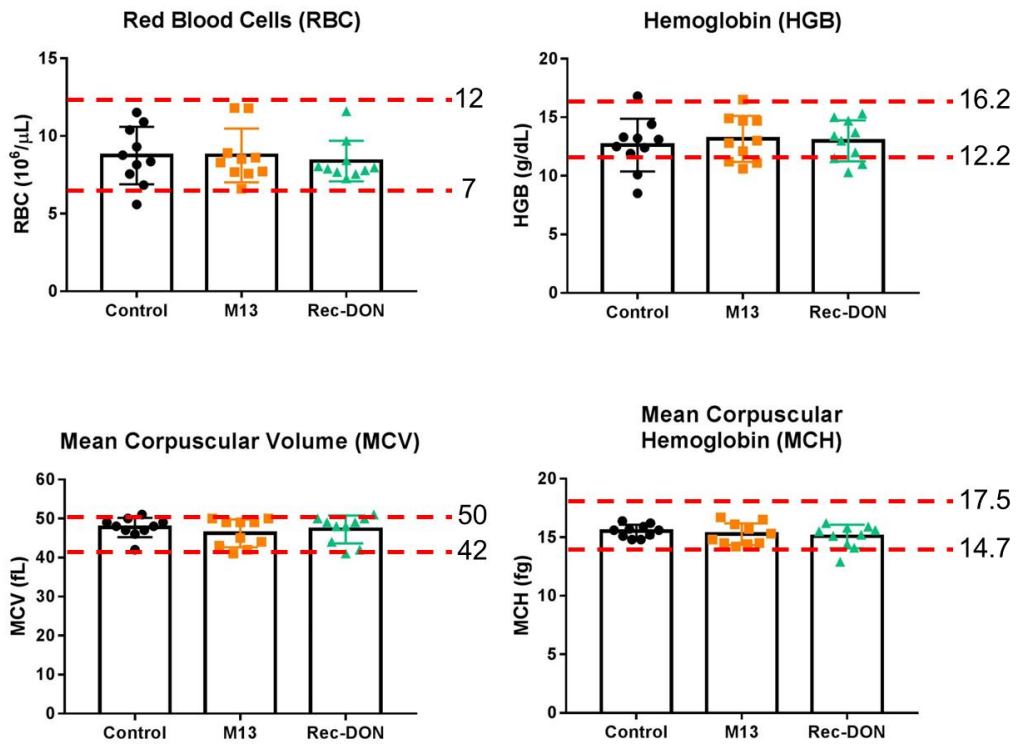 Red Blood Cells (RBC)
15
10
5
0
RBC (10⁶/μL)
12
7
Control M13 Rec-DON
Hemoglobin (HGB)
20
15
10
5
0
HGB (g/dL)
16.2
12.2
Control M13 Rec-DON
Mean Corpuscular Volume (MCV)
60
50
40
30
20
10
0
MCV (fL)
50
42
Control M13 Rec-DON
Mean Corpuscular
Hemoglobin (MCH)
20
15
10
5
0
MCH (fg)
17.5
14.7
Control M13 Rec-DON